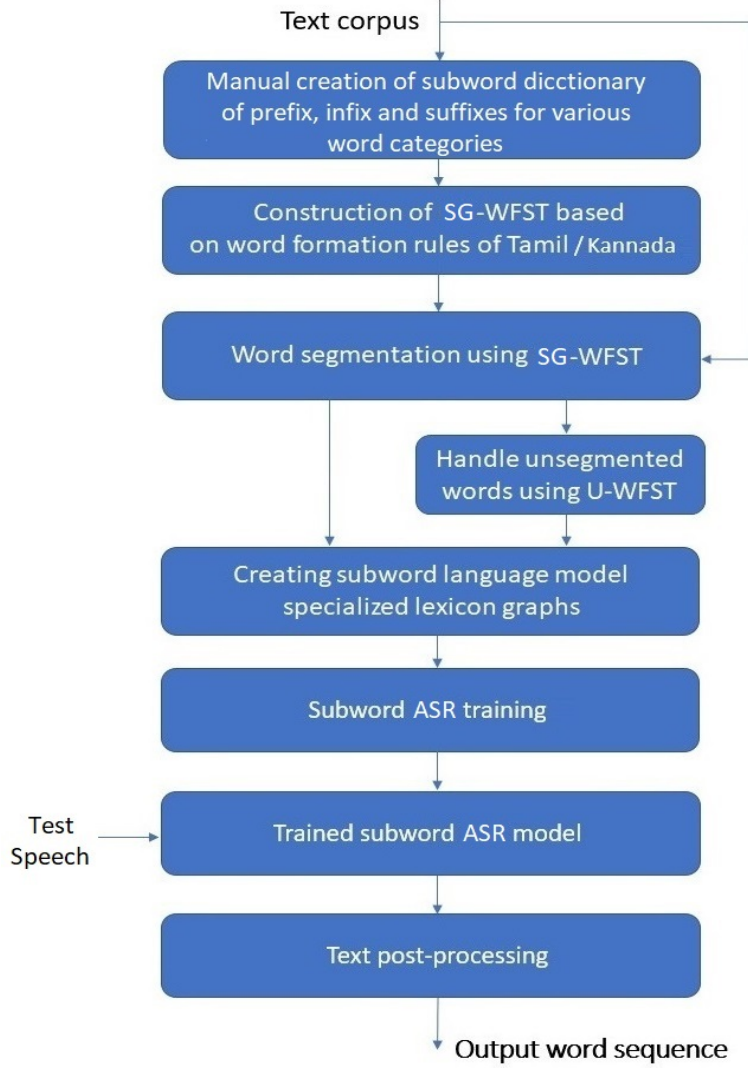 Text corpus
Manual creation of subword dicctionary
of prefix, infix and suffixes for various
word categories
Construction of SG-WFST based
on word formation rules of Tamil / Kannada
Word segmentation using SG-WFST
Handle unsegmented
words using U-WFST
Creating subword language model
specialized lexicon graphs
Subword ASR training
Test
Speech
Trained subword ASR model
Text post-processing
Output word sequence